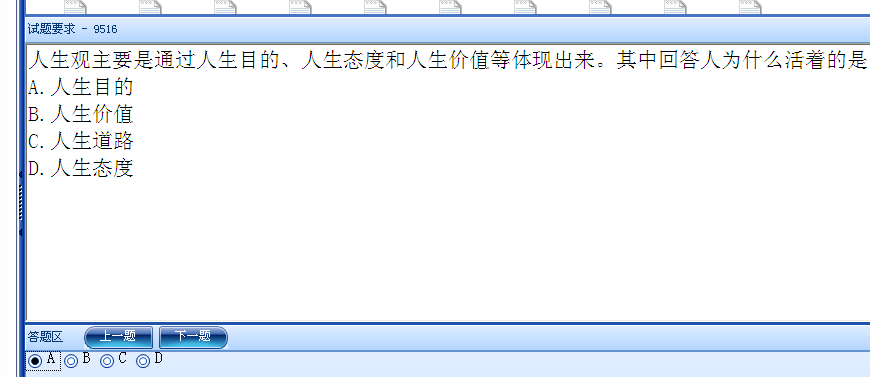 试题要求 - 9516
人生观主要是通过人生目的、人生态度和人生价值等体现出来。其中回答人为什么活着的是
A. 人生目的
B. 人生价值
C. 人生道路
D. 人生态度
答题区 上一题 下一题
A B C D